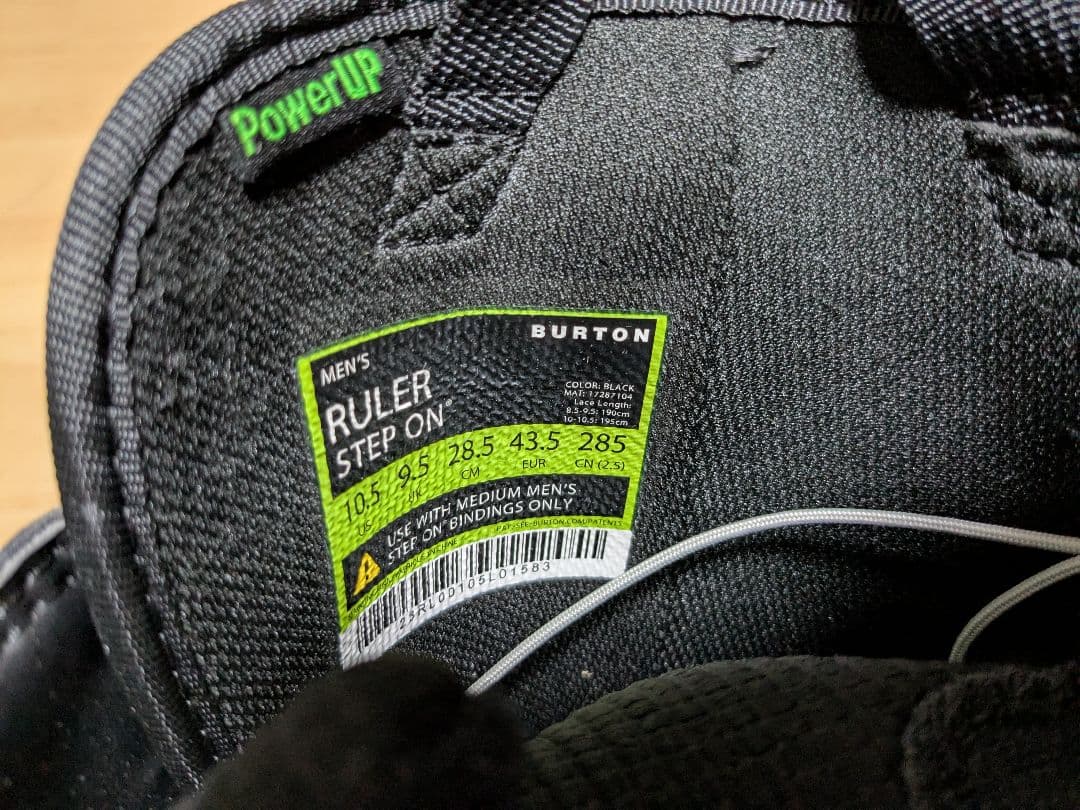 PowerUP
BURTON
MEN'S
RULER
STEP ON®
COLOR: BLACK
MAT: 17287104
Lace Length:
8.5-9.5: 190cm
10-10.5: 195cm
10.5 9.5 28.5 43.5 285
US UK CM EUR CN (2.5)
USE WITH MEDIUM MEN'S
STEP ON® BINDINGS ONLY
PAT-SEE-BURTON.COM/PATENTS
25RL00105L01583